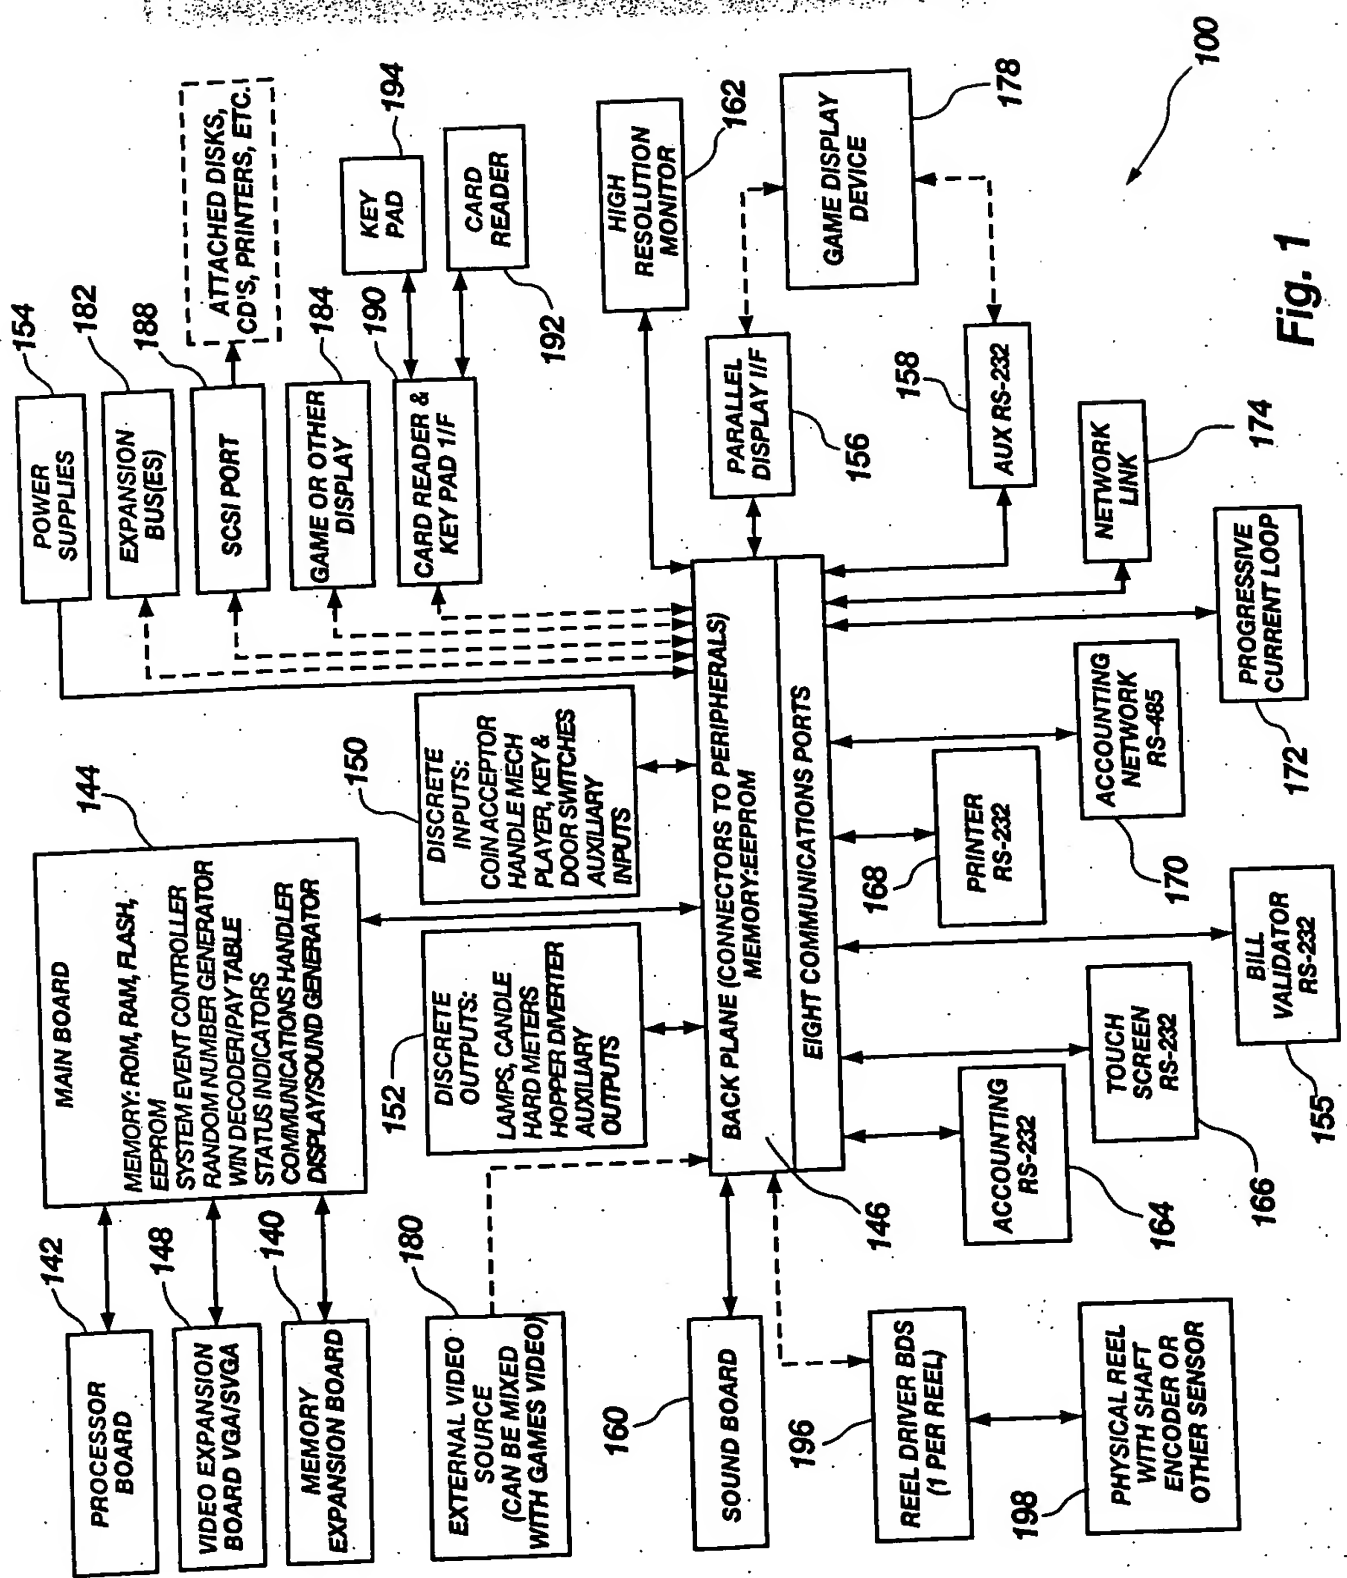 142
PROCESSOR
BOARD
148
VIDEO EXPANSION
BOARD VGA/SVGA
140
MEMORY
EXPANSION BOARD
144
MAIN BOARD
MEMORY: ROM, RAM, FLASH,
EEPROM
SYSTEM EVENT CONTROLLER
RANDOM NUMBER GENERATOR
WIN DECODER/PAY TABLE
STATUS INDICATORS
COMMUNICATIONS HANDLER
DISPLAY/SOUND GENERATOR
154
POWER
SUPPLIES
182
EXPANSION
BUS(ES)
188
SCSI PORT
ATTACHED DISKS,
CD'S, PRINTERS, ETC.
184
GAME OR OTHER
DISPLAY
190
CARD READER &
KEY PAD 1/F
194
KEY
PAD
CARD
READER
192
180
EXTERNAL VIDEO
SOURCE
(CAN BE MIXED
WITH GAMES VIDEO)
152
DISCRETE
OUTPUTS:
LAMPS, CANDLE
HARD METERS
HOPPER DIVERTER
AUXILIARY
OUTPUTS
150
DISCRETE
INPUTS:
COIN ACCEPTOR
HANDLE MECH
PLAYER, KEY &
DOOR SWITCHES
AUXILIARY
INPUTS
162
HIGH
RESOLUTION
MONITOR
160
SOUND BOARD
BACK PLANE (CONNECTORS TO PERIPHERALS)
MEMORY:EEPROM
EIGHT COMMUNICATIONS PORTS
146
PARALLEL
DISPLAY I/F
156
GAME DISPLAY
DEVICE
178
158
AUX RS-232
196
REEL DRIVER BDS
(1 PER REEL)
198
PHYSICAL REEL
WITH SHAFT
ENCODER OR
OTHER SENSOR
ACCOUNTING
RS-232
164
TOUCH
SCREEN
RS-232
166
BILL
VALIDATOR
RS-232
155
168
PRINTER
RS-232
ACCOUNTING
NETWORK
RS-485
170
PROGRESSIVE
CURRENT LOOP
172
NETWORK
LINK
174
100
Fig. 1